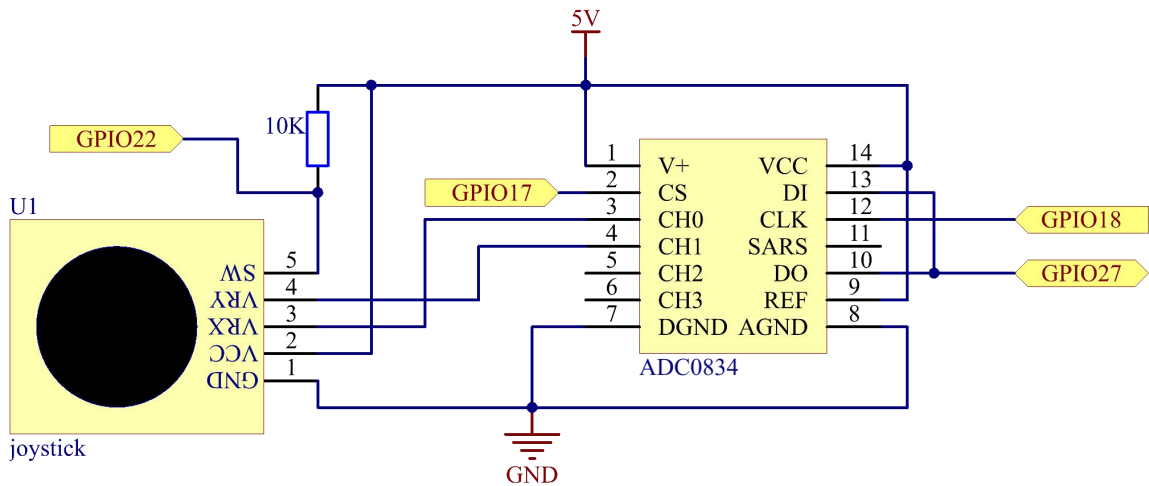 5V
10K
GPIO22
U1
SW 5
VRY 4
VRX 3
VCC 2
GND 1
joystick
GPIO17
1 V+ VCC 14
2 CS DI 13
3 CH0 CLK 12
4 CH1 SARS 11
5 CH2 DO 10
6 CH3 REF 9
7 DGND AGND 8
ADC0834
GPIO18
GPIO27
GND